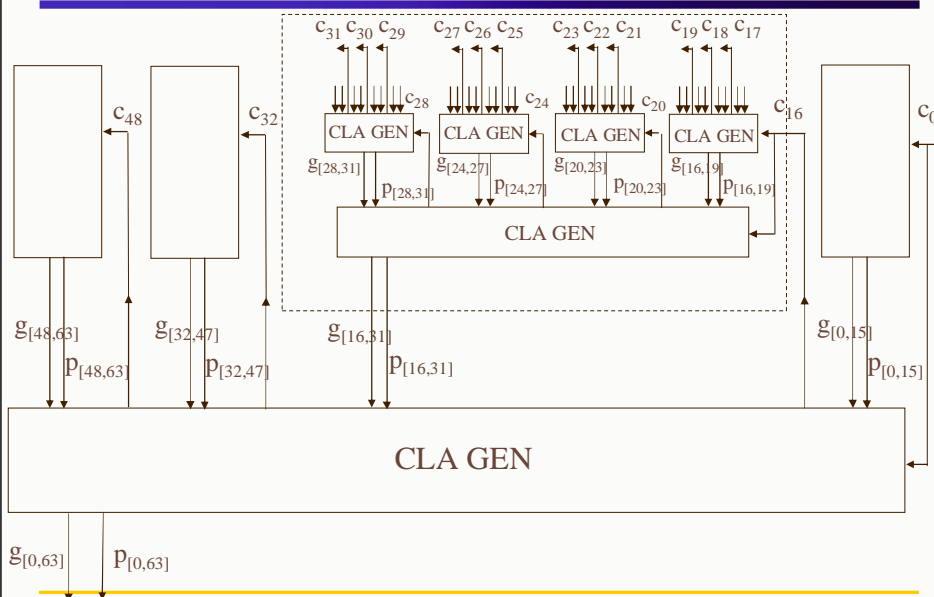 c31 c30 c29 c27 c26 c25 c23 c22 c21 c19 c18 c17
c48 c32 c28 c24 c20 c16 c0
CLA GEN CLA GEN CLA GEN CLA GEN
g[28,31] g[24,27] g[20,23] g[16,19]
p[28,31] p[24,27] p[20,23] p[16,19]
CLA GEN
g[48,63] g[32,47] g[16,31] g[0,15]
p[48,63] p[32,47] p[16,31] p[0,15]
CLA GEN
g[0,63] p[0,63]